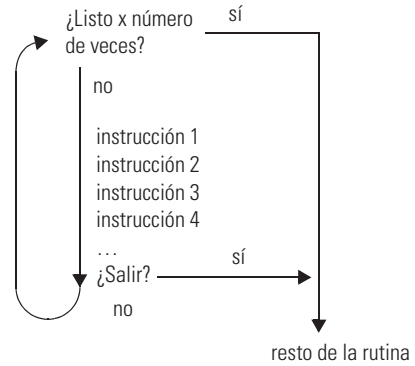 ¿Listo x número
de veces?
sí
no
instrucción 1
instrucción 2
instrucción 3
instrucción 4
...
¿Salir?
sí
no
resto de la rutina